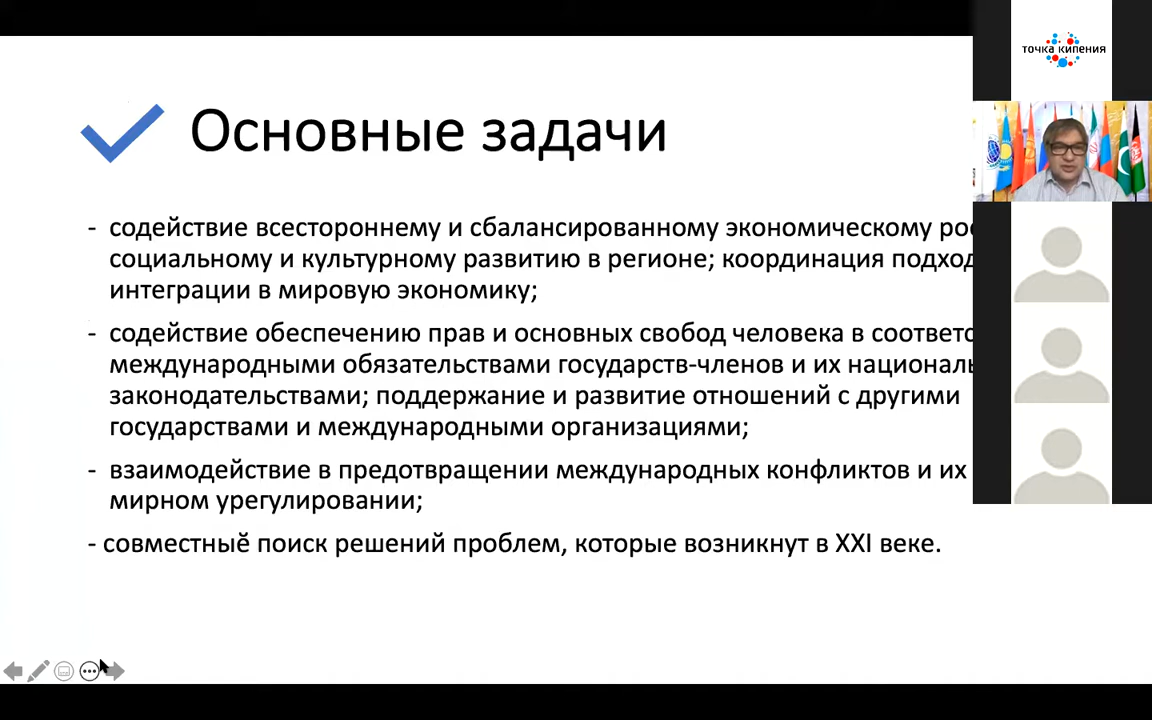 точка кипения
Основные задачи
- содействие всестороннему и сбалансированному экономическому
социальному и культурному развитию в регионе; координация
интеграции в мировую экономику;
- содействие обеспечению прав и основных свобод человека в
международными обязательствами государств-членов и их
законодательствами; поддержание и развитие отношений с другими
государствами и международными организациями;
- взаимодействие в предотвращении международных конфликтов и их
мирном урегулировании;
- совместный поиск решений проблем, которые возникнут в XXI веке.